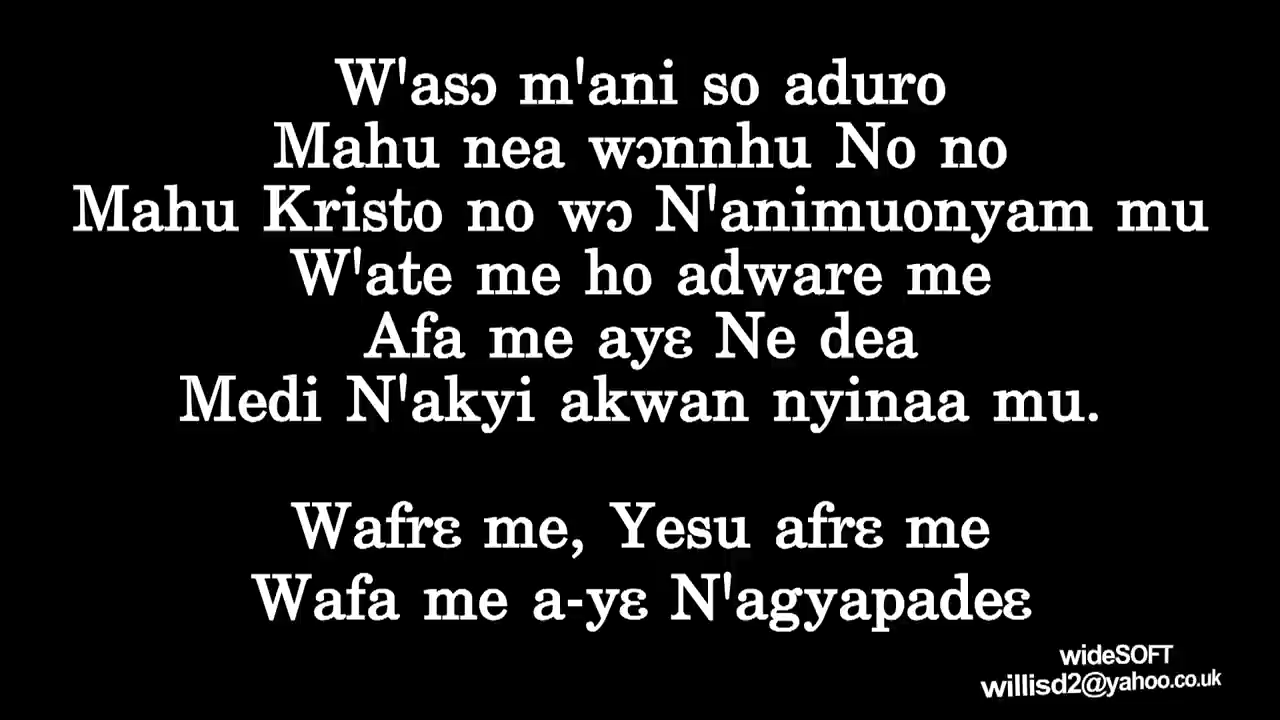 W'asɔ m'ani so aduro
Mahu nea wɔnnhu No no
Mahu Kristo no wɔ N'animuonyam mu
W'ate me ho adware me
Afa me ayɛ Ne dea
Medi N'akyi akwan nyinaa mu.
Wafrɛ me, Yesu afrɛ me
Wafa me a-yɛ N'agyapadeɛ
wideSOFT
willisd2@yahoo.co.uk